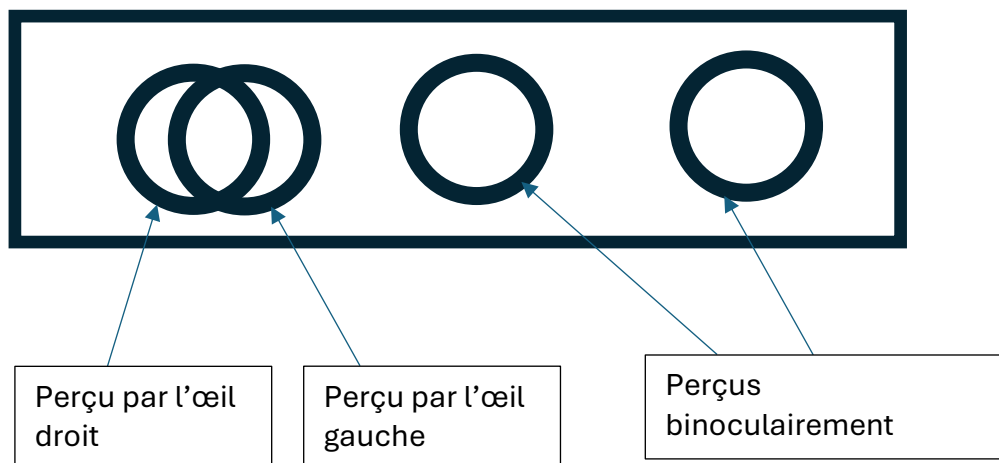 Perçu par l’œil
droit
Perçu par l’œil
gauche
Perçus
binoculairement